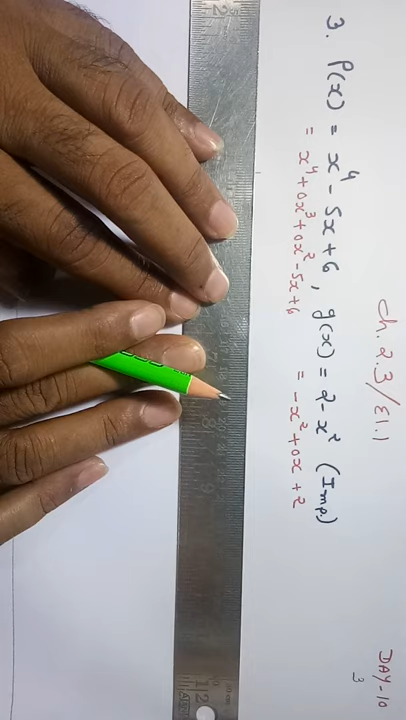 Ch. 2.3/E1.1
DAY-10
3
3. P(x) = x⁴ - 5x + 6, g(x) = 2 - x² (Imp.)
= x⁴ + 0x³ + 0x² - 5x + 6
= -x² + 0x + 2